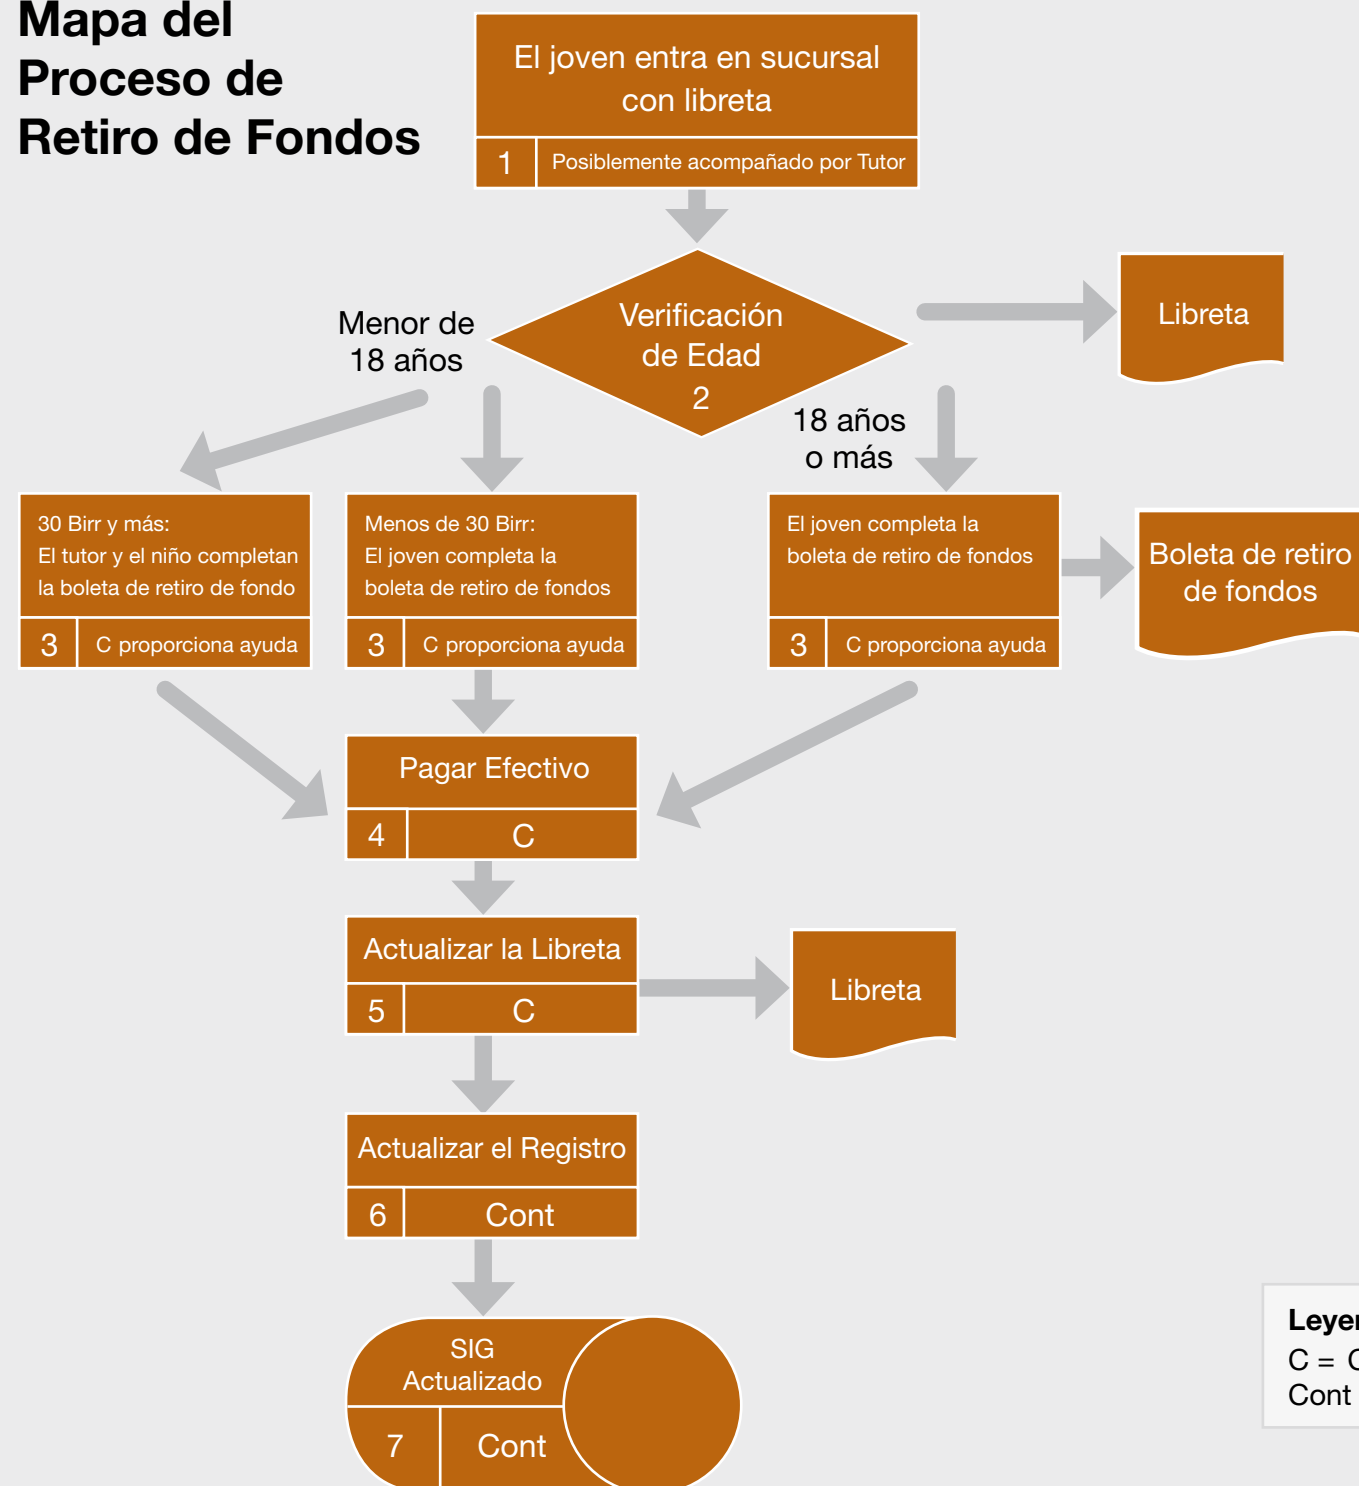 Mapa del
Proceso de
Retiro de Fondos
El joven entra en sucursal
con libreta
1 Posiblemente acompañado por Tutor
Verificación
de Edad
2
Libreta
Menor de
18 años
18 años
o más
30 Birr y más:
El tutor y el niño completan
la boleta de retiro de fondo
3 C proporciona ayuda
Menos de 30 Birr:
El joven completa la
boleta de retiro de fondos
3 C proporciona ayuda
El joven completa la
boleta de retiro de fondos
3 C proporciona ayuda
Boleta de retiro
de fondos
Pagar Efectivo
4 C
Actualizar la Libreta
5 C
Libreta
Actualizar el Registro
6 Cont
SIG
Actualizado
7 Cont
C =
Cont